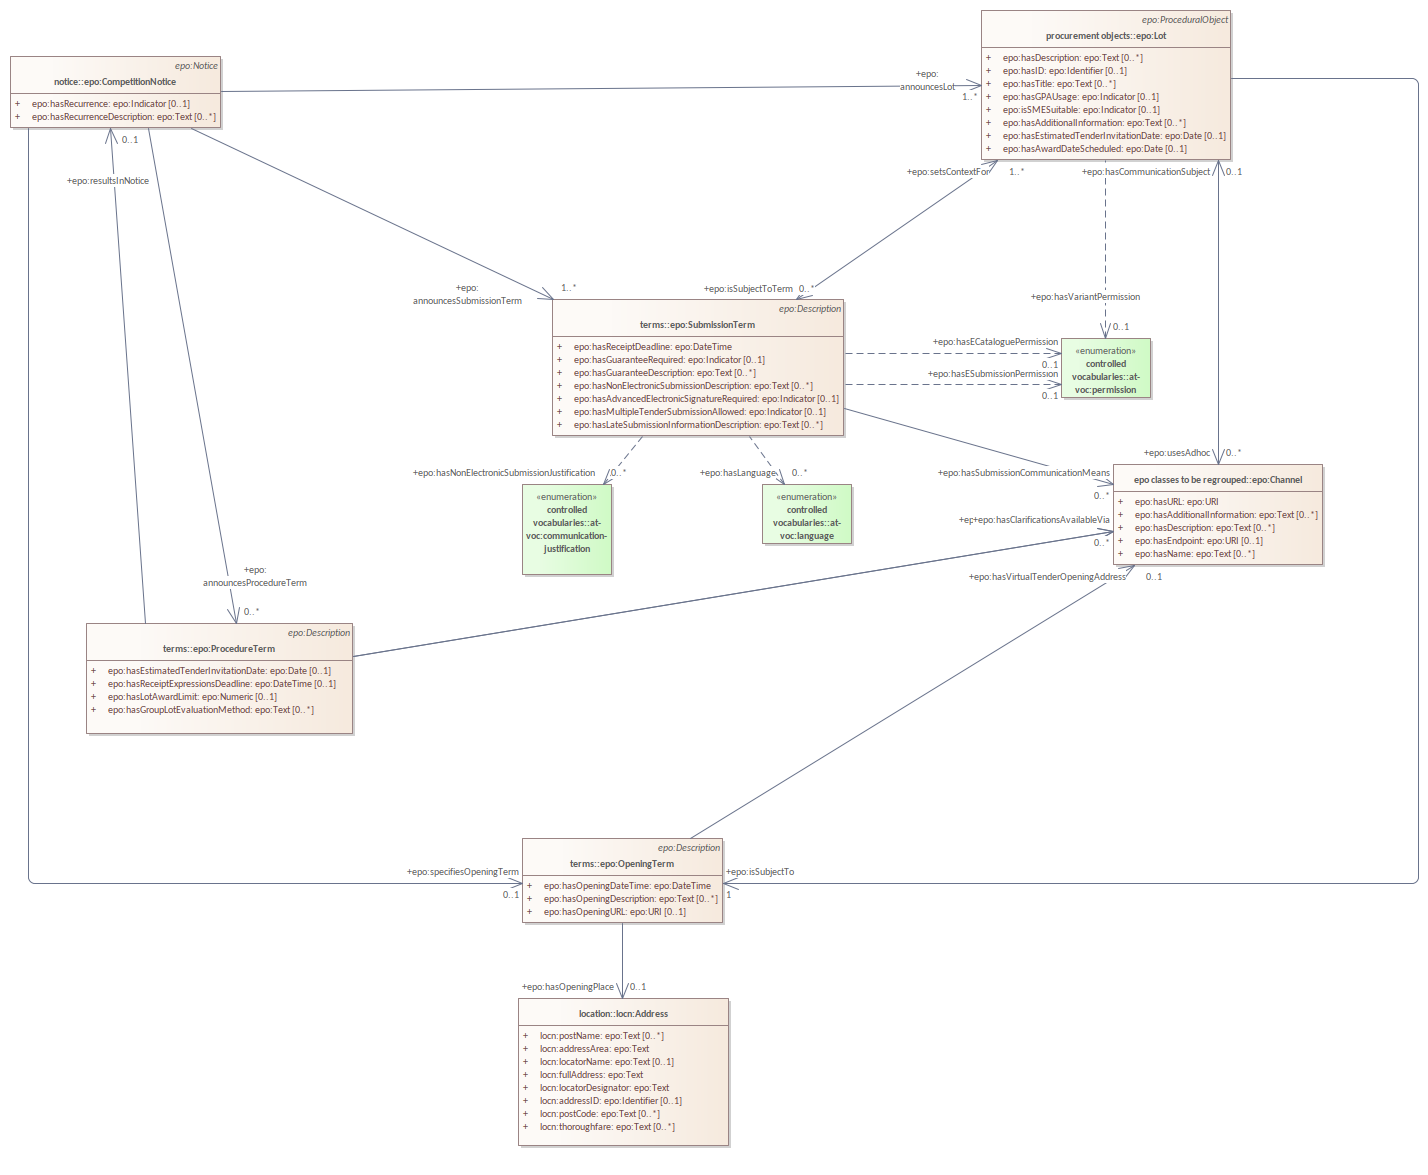 epo:Notice
notice::epo:CompetitionNotice
+ epo:hasRecurrence: epo:Indicator [0..1]
+ epo:hasRecurrenceDescription: epo:Text [0..*]
epo:ProceduralObject
procurement objects::epo:Lot
+ epo:hasDescription: epo:Text [0..*]
+ epo:hasID: epo:Identifier [0..1]
+ epo:hasTitle: epo:Text [0..*]
+ epo:hasGPAUsage: epo:Indicator [0..1]
+ epo:isSMESuitable: epo:Indicator [0..1]
+ epo:hasAdditionalInformation: epo:Text [0..*]
+ epo:hasEstimatedTenderInvitationDate: epo:Date [0..1]
+ epo:hasAwardDateScheduled: epo:Date [0..1]
+epo:
announcesLot
1..*
0..1
+epo:resultsInNotice
+epo:setsContextFor
1..*
+epo:hasCommunicationSubject
0..1
+epo:
announcesSubmissionTerm
1..*
+epo:isSubjectToTerm
0..*
+epo:hasVariantPermission
0..1
epo:Description
terms::epo:SubmissionTerm
+ epo:hasReceiptDeadline: epo:DateTime
+ epo:hasGuaranteeRequired: epo:Indicator [0..1]
+ epo:hasGuaranteeDescription: epo:Text [0..*]
+ epo:hasNonElectronicSubmissionDescription: epo:Text [0..*]
+ epo:hasAdvancedElectronicSignatureRequired: epo:Indicator [0..1]
+ epo:hasMultipleTenderSubmissionAllowed: epo:Indicator [0..1]
+ epo:hasLateSubmissionInformationDescription: epo:Text [0..*]
+epo:hasECataloguePermission
0..1
+epo:hasESubmissionPermission
0..1
«enumeration»
controlled
vocabularies::at-
voc:permission
+epo:hasNonElectronicSubmissionJustification
0..*
+epo:hasLanguage
0..*
«enumeration»
controlled
vocabularies::at-
voc:communication-
justification
«enumeration»
controlled
vocabularies::at-
voc:language
+epo:usesAdhoc
0..*
+epo:hasSubmissionCommunicationMeans
0..*
+ep+epo:hasClarificationsAvailableVia
0..*
epo classes to be regrouped::epo:Channel
+ epo:hasURL: epo:URI
+ epo:hasAdditionalInformation: epo:Text [0..*]
+ epo:hasDescription: epo:Text [0..*]
+ epo:hasEndpoint: epo:URI [0..1]
+ epo:hasName: epo:Text [0..*]
+epo:hasVirtualTenderOpeningAddress
0..1
+epo:
announcesProcedureTerm
0..*
epo:Description
terms::epo:ProcedureTerm
+ epo:hasEstimatedTenderInvitationDate: epo:Date [0..1]
+ epo:hasReceiptExpressionsDeadline: epo:DateTime [0..1]
+ epo:hasLotAwardLimit: epo:Numeric [0..1]
+ epo:hasGroupLotEvaluationMethod: epo:Text [0..*]
epo:Description
terms::epo:OpeningTerm
+ epo:hasOpeningDateTime: epo:DateTime
+ epo:hasOpeningDescription: epo:Text [0..*]
+ epo:hasOpeningURL: epo:URI [0..1]
+epo:specifiesOpeningTerm
0..1
+epo:isSubjectTo
1
+epo:hasOpeningPlace
0..1
location::locn:Address
+ locn:postName: epo:Text [0..*]
+ locn:addressArea: epo:Text
+ locn:locatorName: epo:Text [0..1]
+ locn:fullAddress: epo:Text
+ locn:locatorDesignator: epo:Text
+ locn:addressID: epo:Identifier [0..1]
+ locn:postCode: epo:Text [0..*]
+ locn:thoroughfare: epo:Text [0..*]